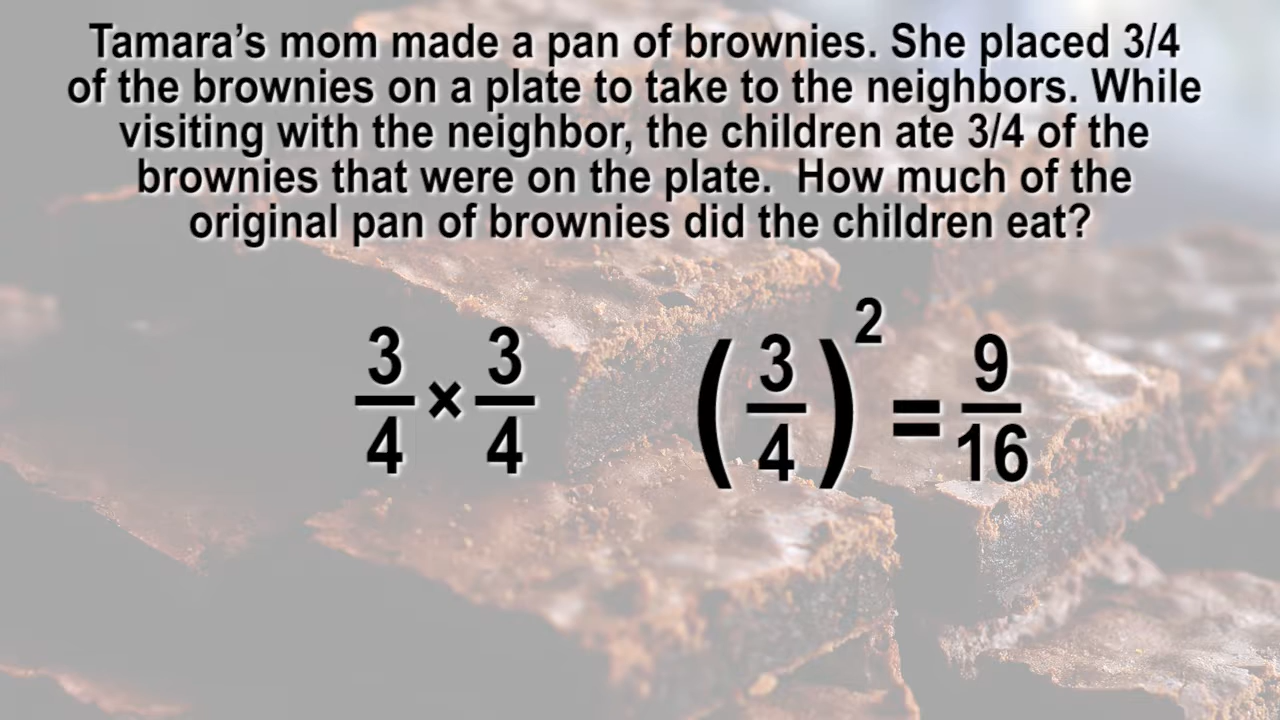 Tamara's mom made a pan of brownies. She placed 3/4
of the brownies on a plate to take to the neighbors. While
visiting with the neighbor, the children ate 3/4 of the
brownies that were on the plate.  How much of the
original pan of brownies did the children eat?
3/4 × 3/4    (3/4)² = 9/16